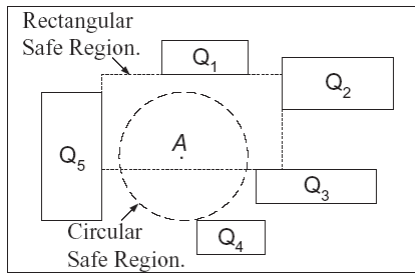 Rectangular
Safe Region.
Q1
Q2
A
Q5
Q3
Q4
Circular
Safe Region.